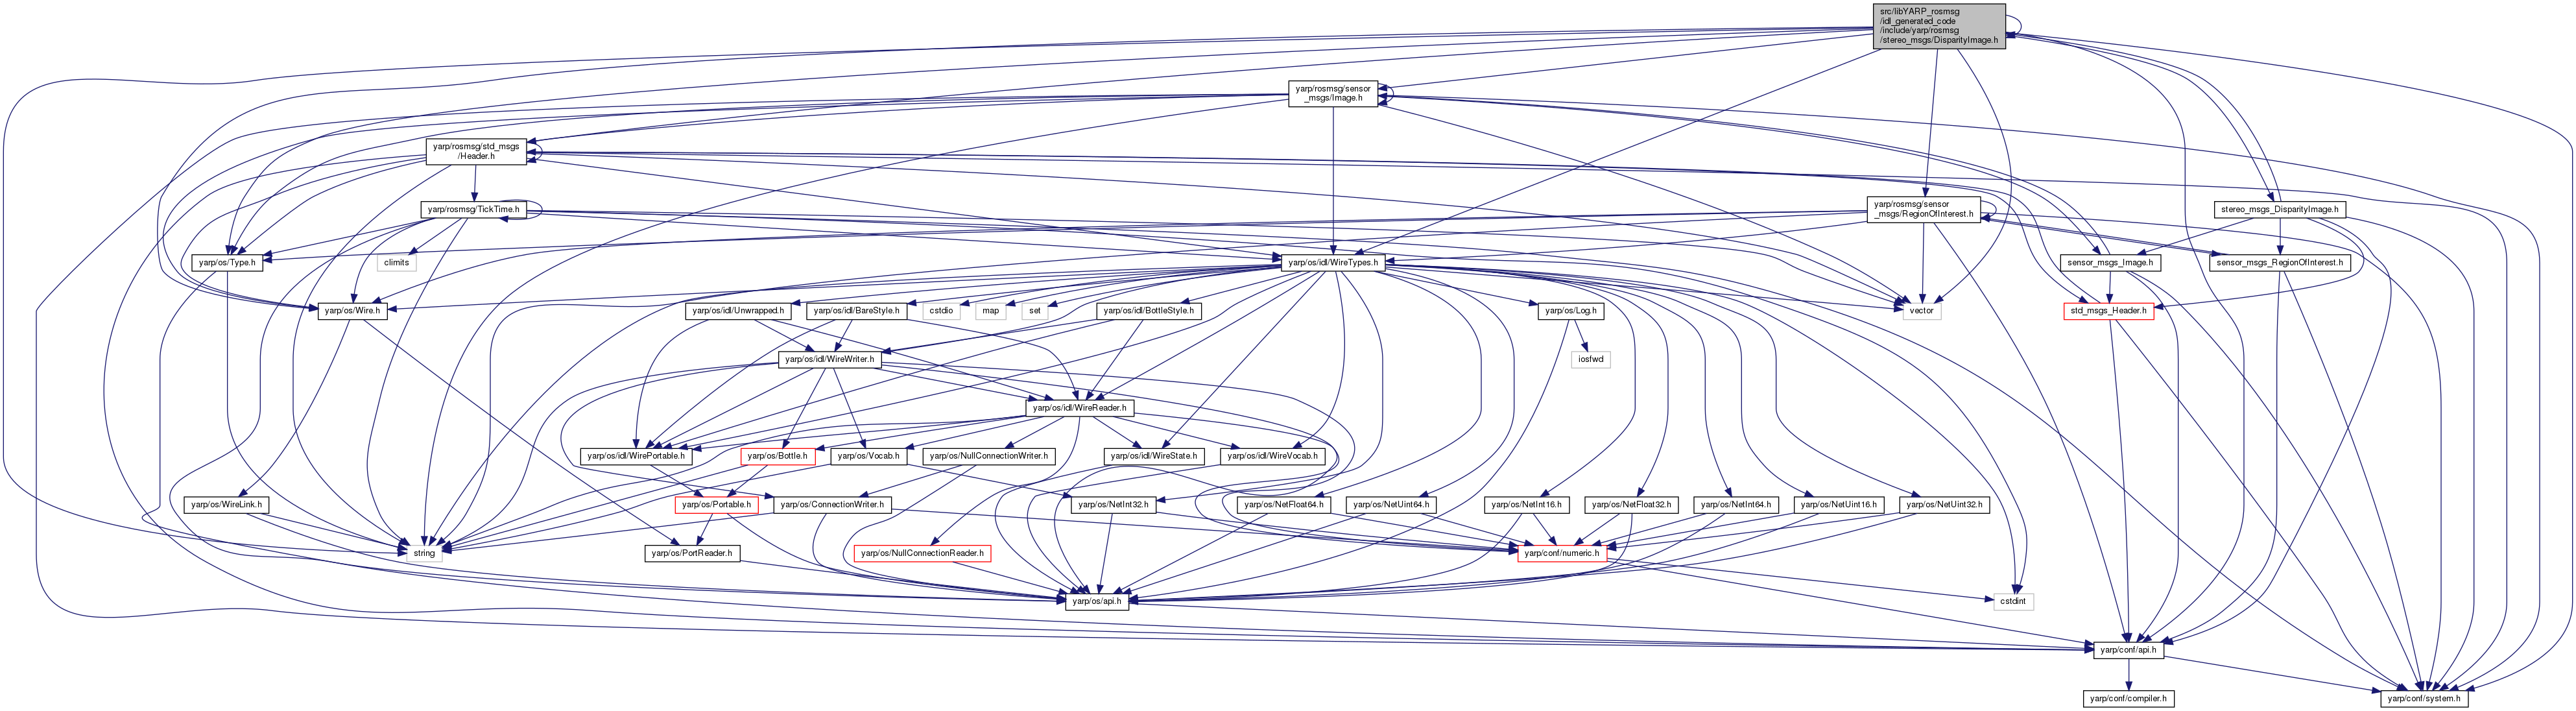 src/libYARP_rosmsg
/idl_generated_code
/include/yarp/rosmsg
/stereo_msgs/DisparityImage.h
yarp/rosmsg/sensor
_msgs/Image.h
yarp/rosmsg/std_msgs
/Header.h
yarp/rosmsg/TickTime.h
yarp/rosmsg/sensor
_msgs/RegionOfInterest.h
stereo_msgs_DisparityImage.h
yarp/os/Type.h
climits
yarp/os/idl/WireTypes.h
sensor_msgs_Image.h
sensor_msgs_RegionOfInterest.h
yarp/os/Wire.h
yarp/os/idl/Unwrapped.h
yarp/os/idl/BareStyle.h
cstdio
map
set
yarp/os/idl/BottleStyle.h
yarp/os/Log.h
vector
std_msgs_Header.h
yarp/os/idl/WireWriter.h
iosfwd
yarp/os/idl/WireReader.h
yarp/os/idl/WirePortable.h
yarp/os/Bottle.h
yarp/os/Vocab.h
yarp/os/NullConnectionWriter.h
yarp/os/idl/WireState.h
yarp/os/idl/WireVocab.h
yarp/os/WireLink.h
yarp/os/Portable.h
yarp/os/ConnectionWriter.h
yarp/os/NetInt32.h
yarp/os/NetFloat64.h
yarp/os/NetUint64.h
yarp/os/NetInt16.h
yarp/os/NetFloat32.h
yarp/os/NetInt64.h
yarp/os/NetUint16.h
yarp/os/NetUint32.h
string
yarp/os/PortReader.h
yarp/os/NullConnectionReader.h
yarp/conf/numeric.h
yarp/os/api.h
cstdint
yarp/conf/api.h
yarp/conf/compiler.h
yarp/conf/system.h